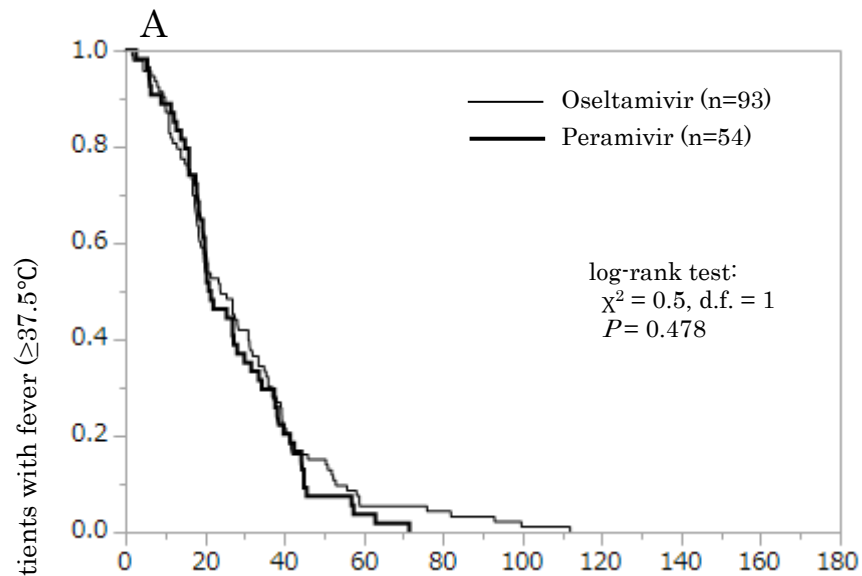 A
1.0
0.8
0.6
0.4
0.2
0.0
Oseltamivir (n=93)
Peramivir (n=54)
log-rank test:
χ² = 0.5, d.f. = 1
P = 0.478
tients with fever (≥37.5°C)
0 20 40 60 80 100 120 140 160 180